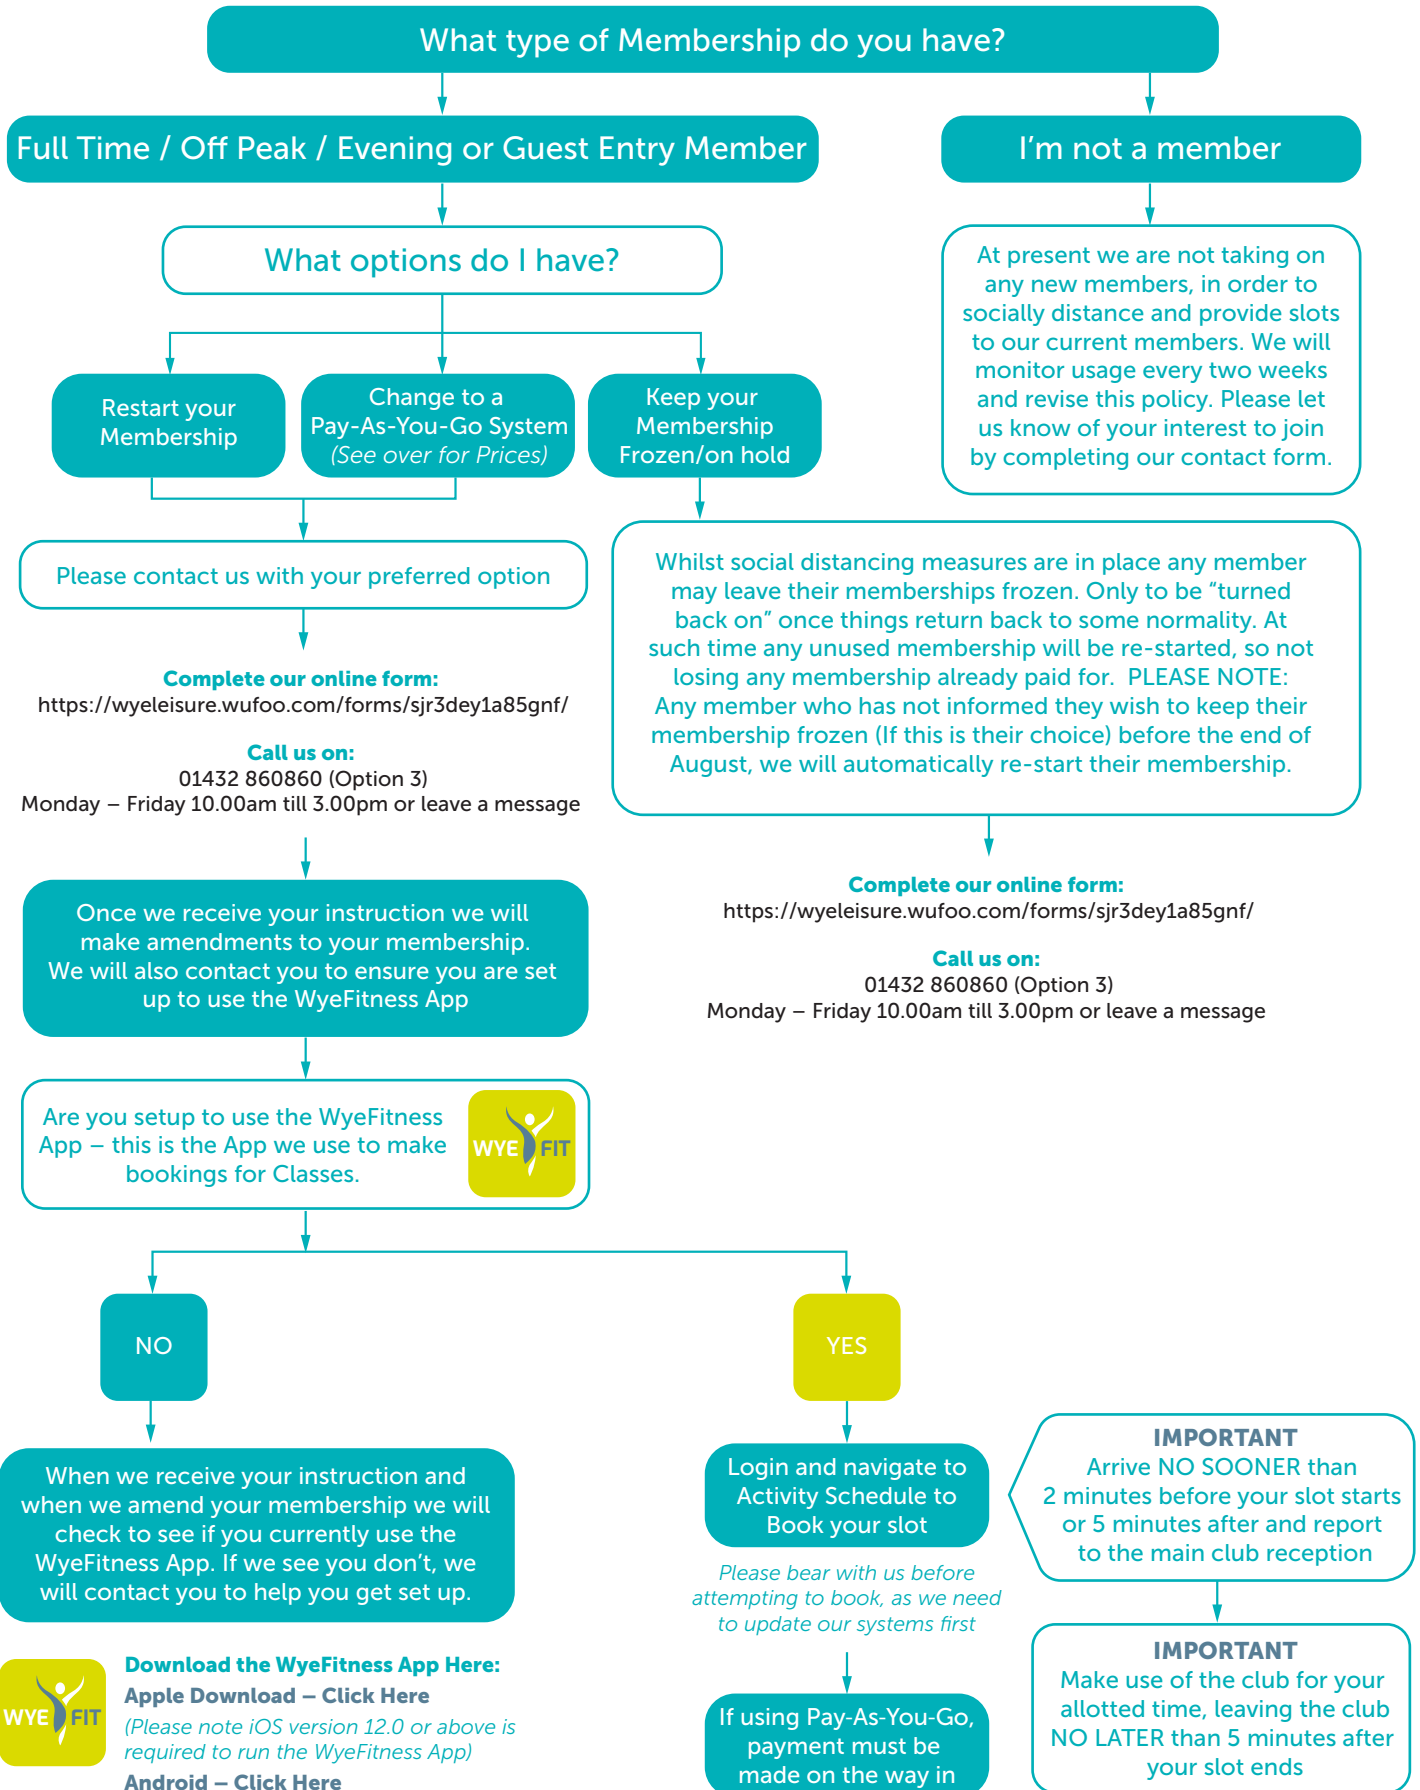 What type of Membership do you have?
Full Time / Off Peak / Evening or Guest Entry Member
I'm not a member
What options do I have?
At present we are not taking on
any new members, in order to
socially distance and provide slots
to our current members. We will
monitor usage every two weeks
and revise this policy. Please let
us know of your interest to join
by completing our contact form.
Restart your
Membership
Change to a
Pay-As-You-Go System
(See over for Prices)
Keep your
Membership
Frozen/on hold
Please contact us with your preferred option
Complete our online form:
https://wyeleisure.wufoo.com/forms/sjr3dey1a85gnf/
Call us on:
01432 860860 (Option 3)
Monday – Friday 10.00am till 3.00pm or leave a message
Whilst social distancing measures are in place any member
may leave their memberships frozen. Only to be “turned
back on” once things return back to some normality. At
such time any unused membership will be re-started, so not
losing any membership already paid for. PLEASE NOTE:
Any member who has not informed they wish to keep their
membership frozen (If this is their choice) before the end of
August, we will automatically re-start their membership.
Complete our online form:
https://wyeleisure.wufoo.com/forms/sjr3dey1a85gnf/
Call us on:
01432 860860 (Option 3)
Monday – Friday 10.00am till 3.00pm or leave a message
Once we receive your instruction we will
make amendments to your membership.
We will also contact you to ensure you are set
up to use the WyeFitness App
Are you setup to use the WyeFitness
App – this is the App we use to make
bookings for Classes.
WYE FIT
NO
YES
When we receive your instruction and
when we amend your membership we will
check to see if you currently use the
WyeFitness App. If we see you don't, we
will contact you to help you get set up.
WYE FIT
Download the WyeFitness App Here:
Apple Download – Click Here
(Please note iOS version 12.0 or above is
required to run the WyeFitness App)
Android – Click Here
Login and navigate to
Activity Schedule to
Book your slot
Please bear with us before
attempting to book, as we need
to update our systems first
If using Pay-As-You-Go,
payment must be
made on the way in
IMPORTANT
Arrive NO SOONER than
2 minutes before your slot starts
or 5 minutes after and report
to the main club reception
IMPORTANT
Make use of the club for your
allotted time, leaving the club
NO LATER than 5 minutes after
your slot ends